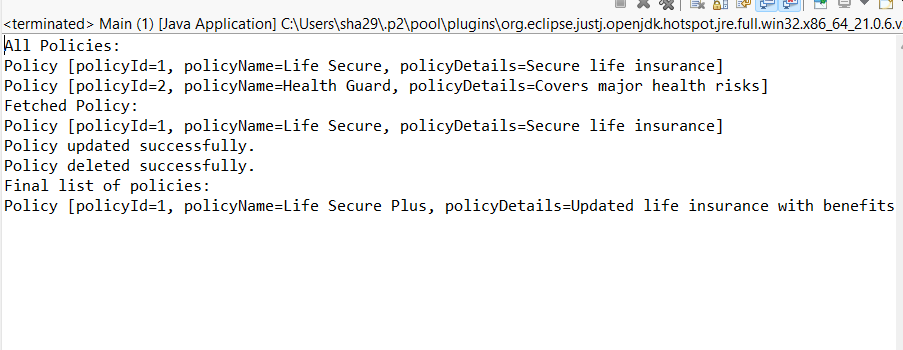 <terminated> Main (1) [Java Application] C:\Users\sha29\.p2\pool\plugins\org.eclipse.justj.openjdk.hotspot.jre.full.win32.x86_64_21.0.6.v
All Policies:
Policy [policyId=1, policyName=Life Secure, policyDetails=Secure life insurance]
Policy [policyId=2, policyName=Health Guard, policyDetails=Covers major health risks]
Fetched Policy:
Policy [policyId=1, policyName=Life Secure, policyDetails=Secure life insurance]
Policy updated successfully.
Policy deleted successfully.
Final list of policies:
Policy [policyId=1, policyName=Life Secure Plus, policyDetails=Updated life insurance with benefits